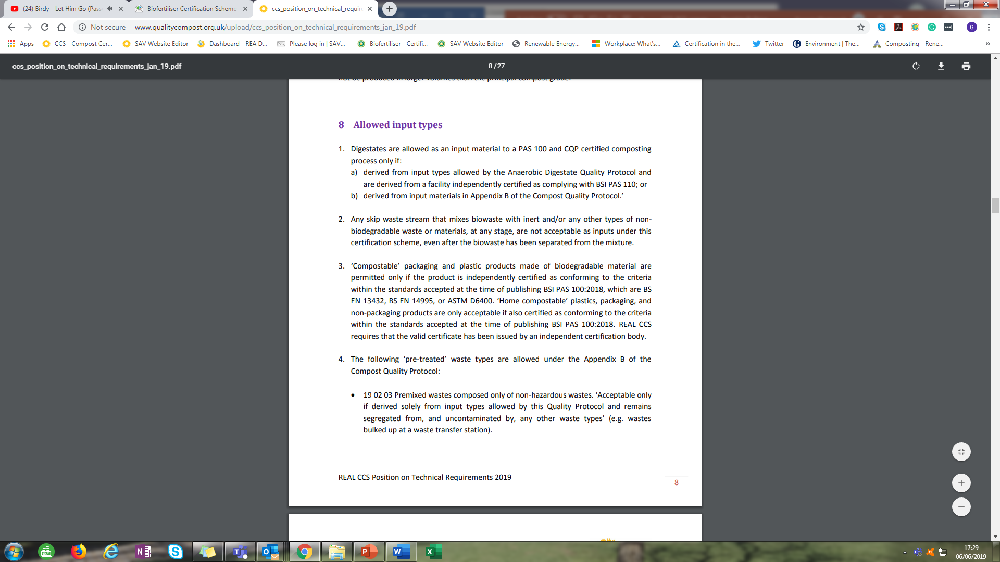 (24) Birdy - Let Him Go (Pass
Biofertiliser Certification Scheme
ccs_position_on_technical_require
Not secure
www.qualitycompost.org.uk/upload/ccs_position_on_technical_requirements_jan_19.pdf
G
Apps
CCS - Compost Cer...
SAV Website Editor
Dashboard - REA D...
Please log in | SAV...
Biofertiliser - Certifi...
SAV Website Editor
Renewable Energy...
Workplace: What's...
Certification in the...
Twitter
Environment | The...
Composting - Rene...
»
ccs_position_on_technical_requirements_jan_19.pdf
8 / 27
not be produced in larger volumes than the principal compost grade.
8 Allowed input types
1. Digestates are allowed as an input material to a PAS 100 and CQP certified composting
process only if:
a) derived from input types allowed by the Anaerobic Digestate Quality Protocol and
are derived from a facility independently certified as complying with BSI PAS 110; or
b) derived from input materials in Appendix B of the Compost Quality Protocol.’
2. Any skip waste stream that mixes biowaste with inert and/or any other types of non-
biodegradable waste or materials, at any stage, are not acceptable as inputs under this
certification scheme, even after the biowaste has been separated from the mixture.
3. ‘Compostable’ packaging and plastic products made of biodegradable material are
permitted only if the product is independently certified as conforming to the criteria
within the standards accepted at the time of publishing BSI PAS 100:2018, which are BS
EN 13432, BS EN 14995, or ASTM D6400. ‘Home compostable’ plastics, packaging, and
non-packaging products are only acceptable if also certified as conforming to the criteria
within the standards accepted at the time of publishing BSI PAS 100:2018. REAL CCS
requires that the valid certificate has been issued by an independent certification body.
4. The following ‘pre-treated’ waste types are allowed under the Appendix B of the
Compost Quality Protocol:
• 19 02 03 Premixed wastes composed only of non-hazardous wastes. ‘Acceptable only
if derived solely from input types allowed by this Quality Protocol and remains
segregated from, and uncontaminated by, any other waste types’ (e.g. wastes
bulked up at a waste transfer station).
REAL CCS Position on Technical Requirements 2019
8
17:29
06/06/2019